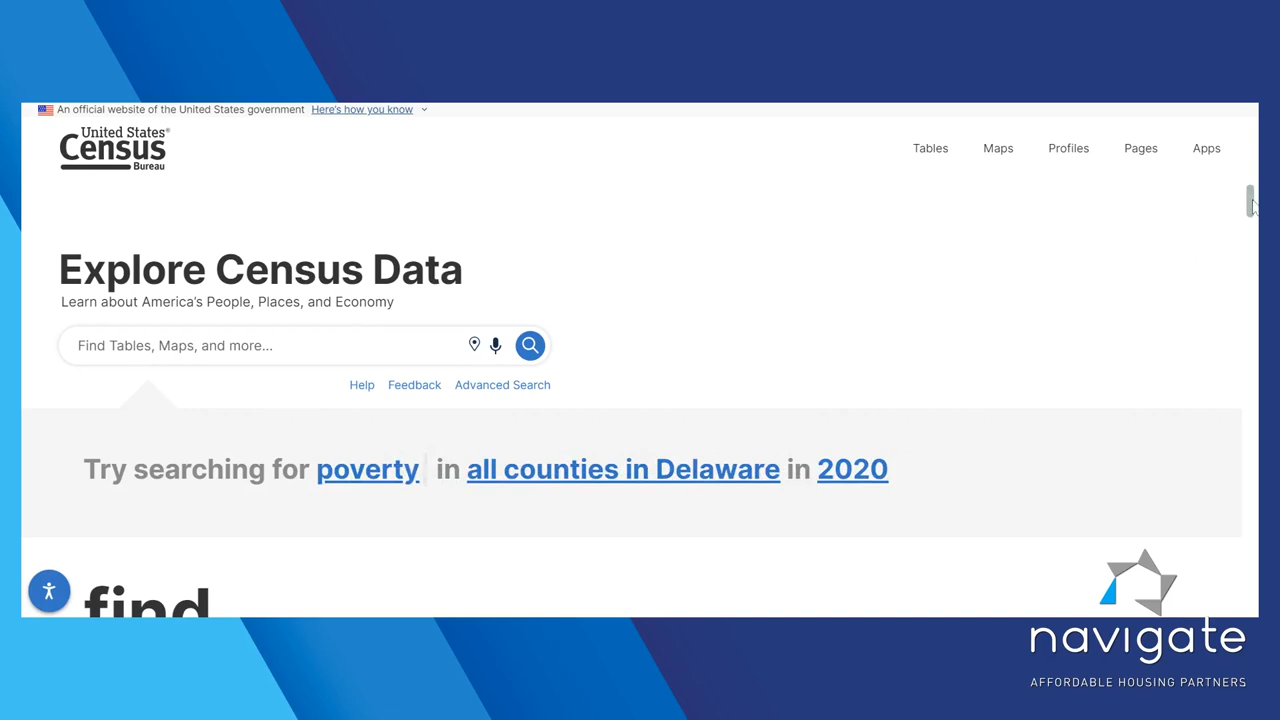 An official website of the United States government Here's how you know
United States®
Census
Bureau
Tables Maps Profiles Pages Apps
Explore Census Data
Learn about America's People, Places, and Economy
Find Tables, Maps, and more...
Help Feedback Advanced Search
Try searching for poverty in all counties in Delaware in 2020
find
navigate
AFFORDABLE HOUSING PARTNERS